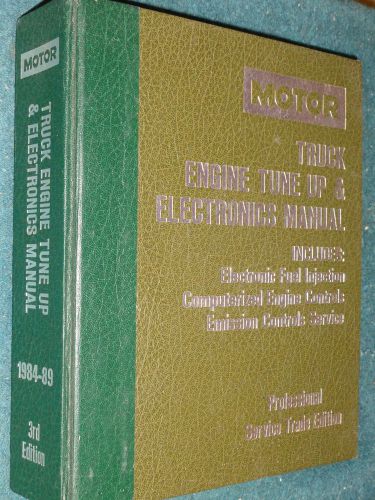 MOTOR
TRUCK ENGINE TUNE UP
& ELECTRONICS MANUAL
1984-89
3rd
Edition
MOTOR
TRUCK
ENGINE TUNE UP &
ELECTRONICS MANUAL
INCLUDES:
Electronic Fuel Injection
Computerized Engine Controls
Emission Controls Service
Professional
Service Trade Edition